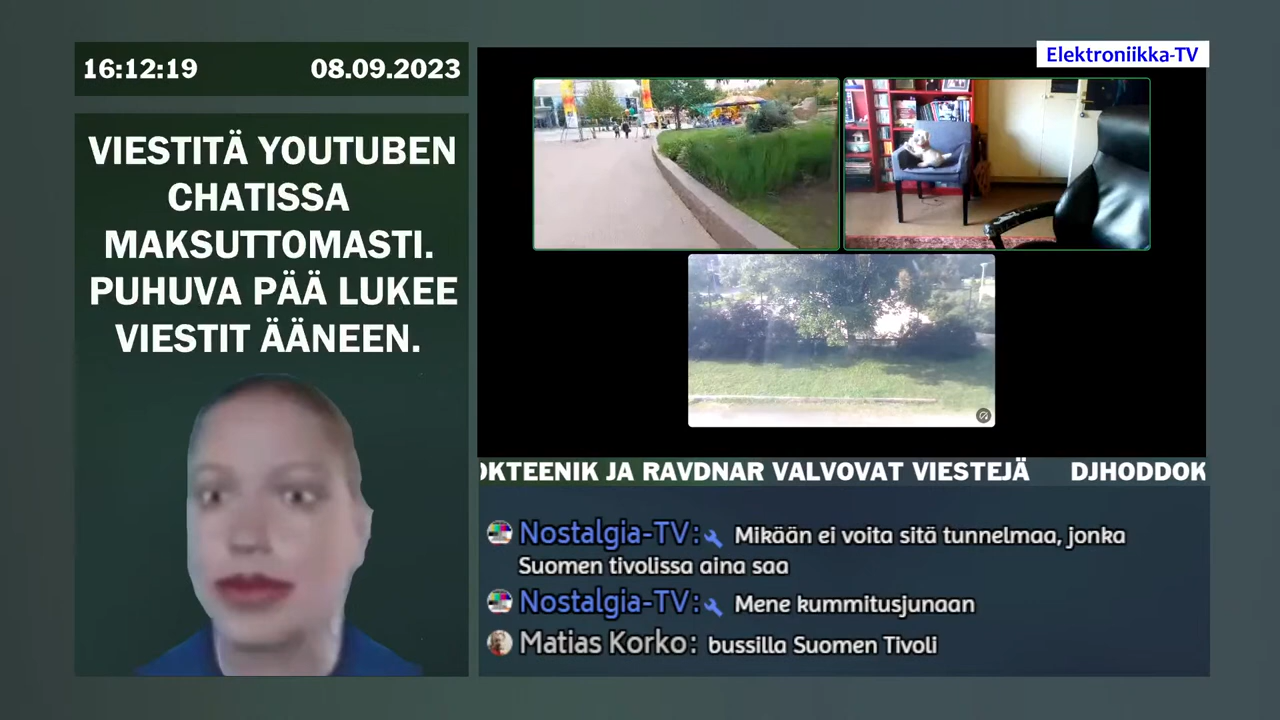 16:12:19 08.09.2023
VIESTITÄ YOUTUBEN
CHATISSA
MAKSUTTOMASTI.
PUHUVA PÄÄ LUKEE
VIESTIT ÄÄNEEN.
Elektroniikka-TV
OKTEENIK JA RAVDNAR VALVOVAT VIESTEJÄ DJHODDOK
Nostalgia-TV: Mikään ei voita sitä tunnelmaa, jonka
Suomen tivolissa aina saa
Nostalgia-TV: Mene kummitusjunaan
Matias Korko: bussilla Suomen Tivoli